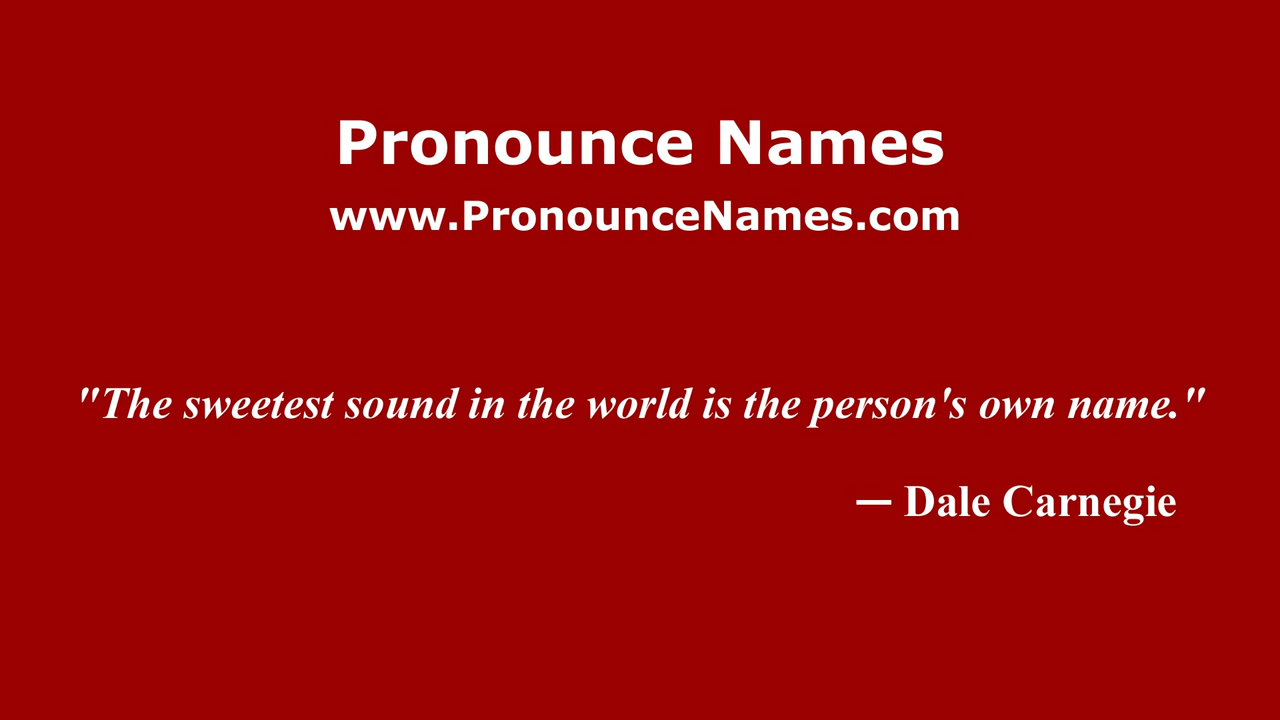 Pronounce Names
www.PronounceNames.com
"The sweetest sound in the world is the person's own name."
— Dale Carnegie